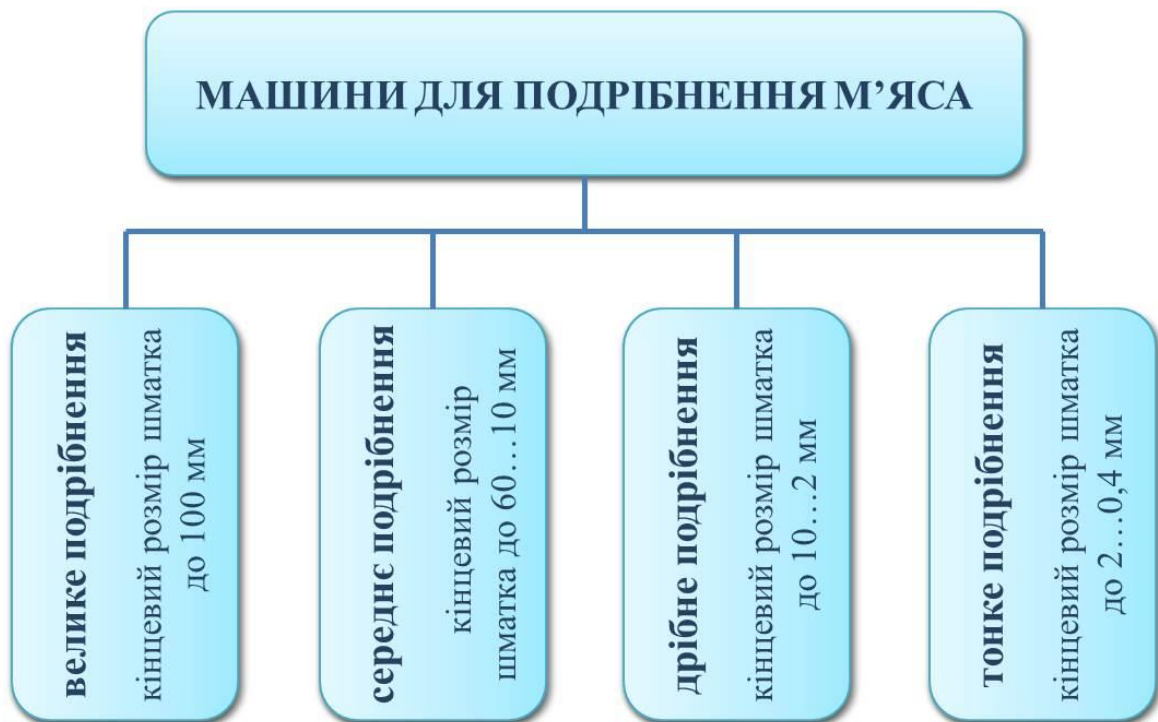 МАШИНИ ДЛЯ ПОДРІБНЕННЯ М’ЯСА
велике подрібнення
кінцевий розмір шматка
до 100 мм
середнє подрібнення
кінцевий розмір
шматка до 60…10 мм
дрібне подрібнення
кінцевий розмір шматка
до 10…2 мм
тонке подрібнення
кінцевий розмір шматка
до 2…0,4 мм